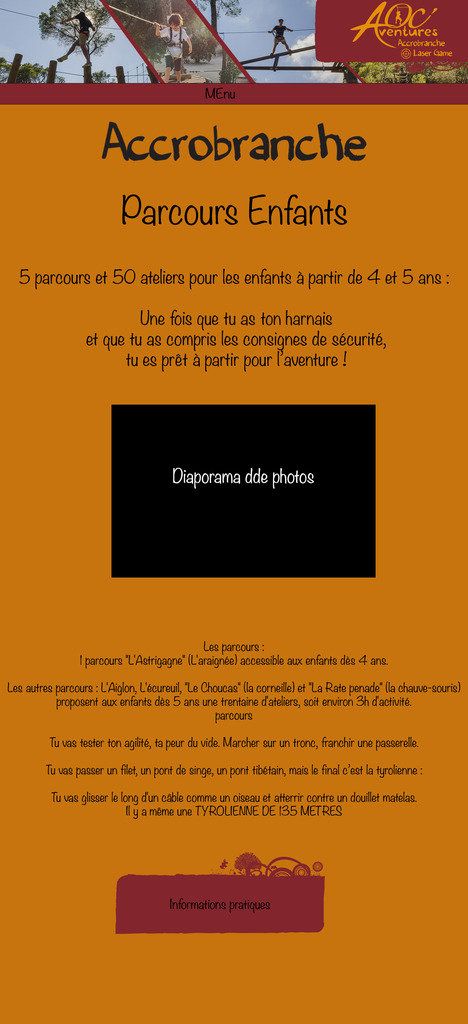 ADC'
Aventures
Accrobranche
Laser Game
MEnu
Accrobranche
Parcours Enfants
5 parcours et 50 ateliers pour les enfants à partir de 4 et 5 ans :
Une fois que tu as ton harnais
et que tu as compris les consignes de sécurité,
tu es prêt à partir pour l'aventure !
Diaporama dde photos
Les parcours :
1 parcours "L'Astrigagne" (L'araignée) accessible aux enfants dès 4 ans.
Les autres parcours : L'Aiglon, L'écureuil, "Le Choucas" (la corneille) et "La Rate penade" (la chauve-souris)
proposent aux enfants dès 5 ans une trentaine d'ateliers, soit environ 3h d'activité.
parcours
Tu vas tester ton agilité, ta peur du vide. Marcher sur un tronc, franchir une passerelle.
Tu vas passer un filet, un pont de singe, un pont tibétain, mais le final c'est la tyrolienne :
Tu vas glisser le long d'un câble comme un oiseau et atterrir contre un douillet matelas.
Il y a même une TYROLIENNE DE 135 METRES
Informations pratiques